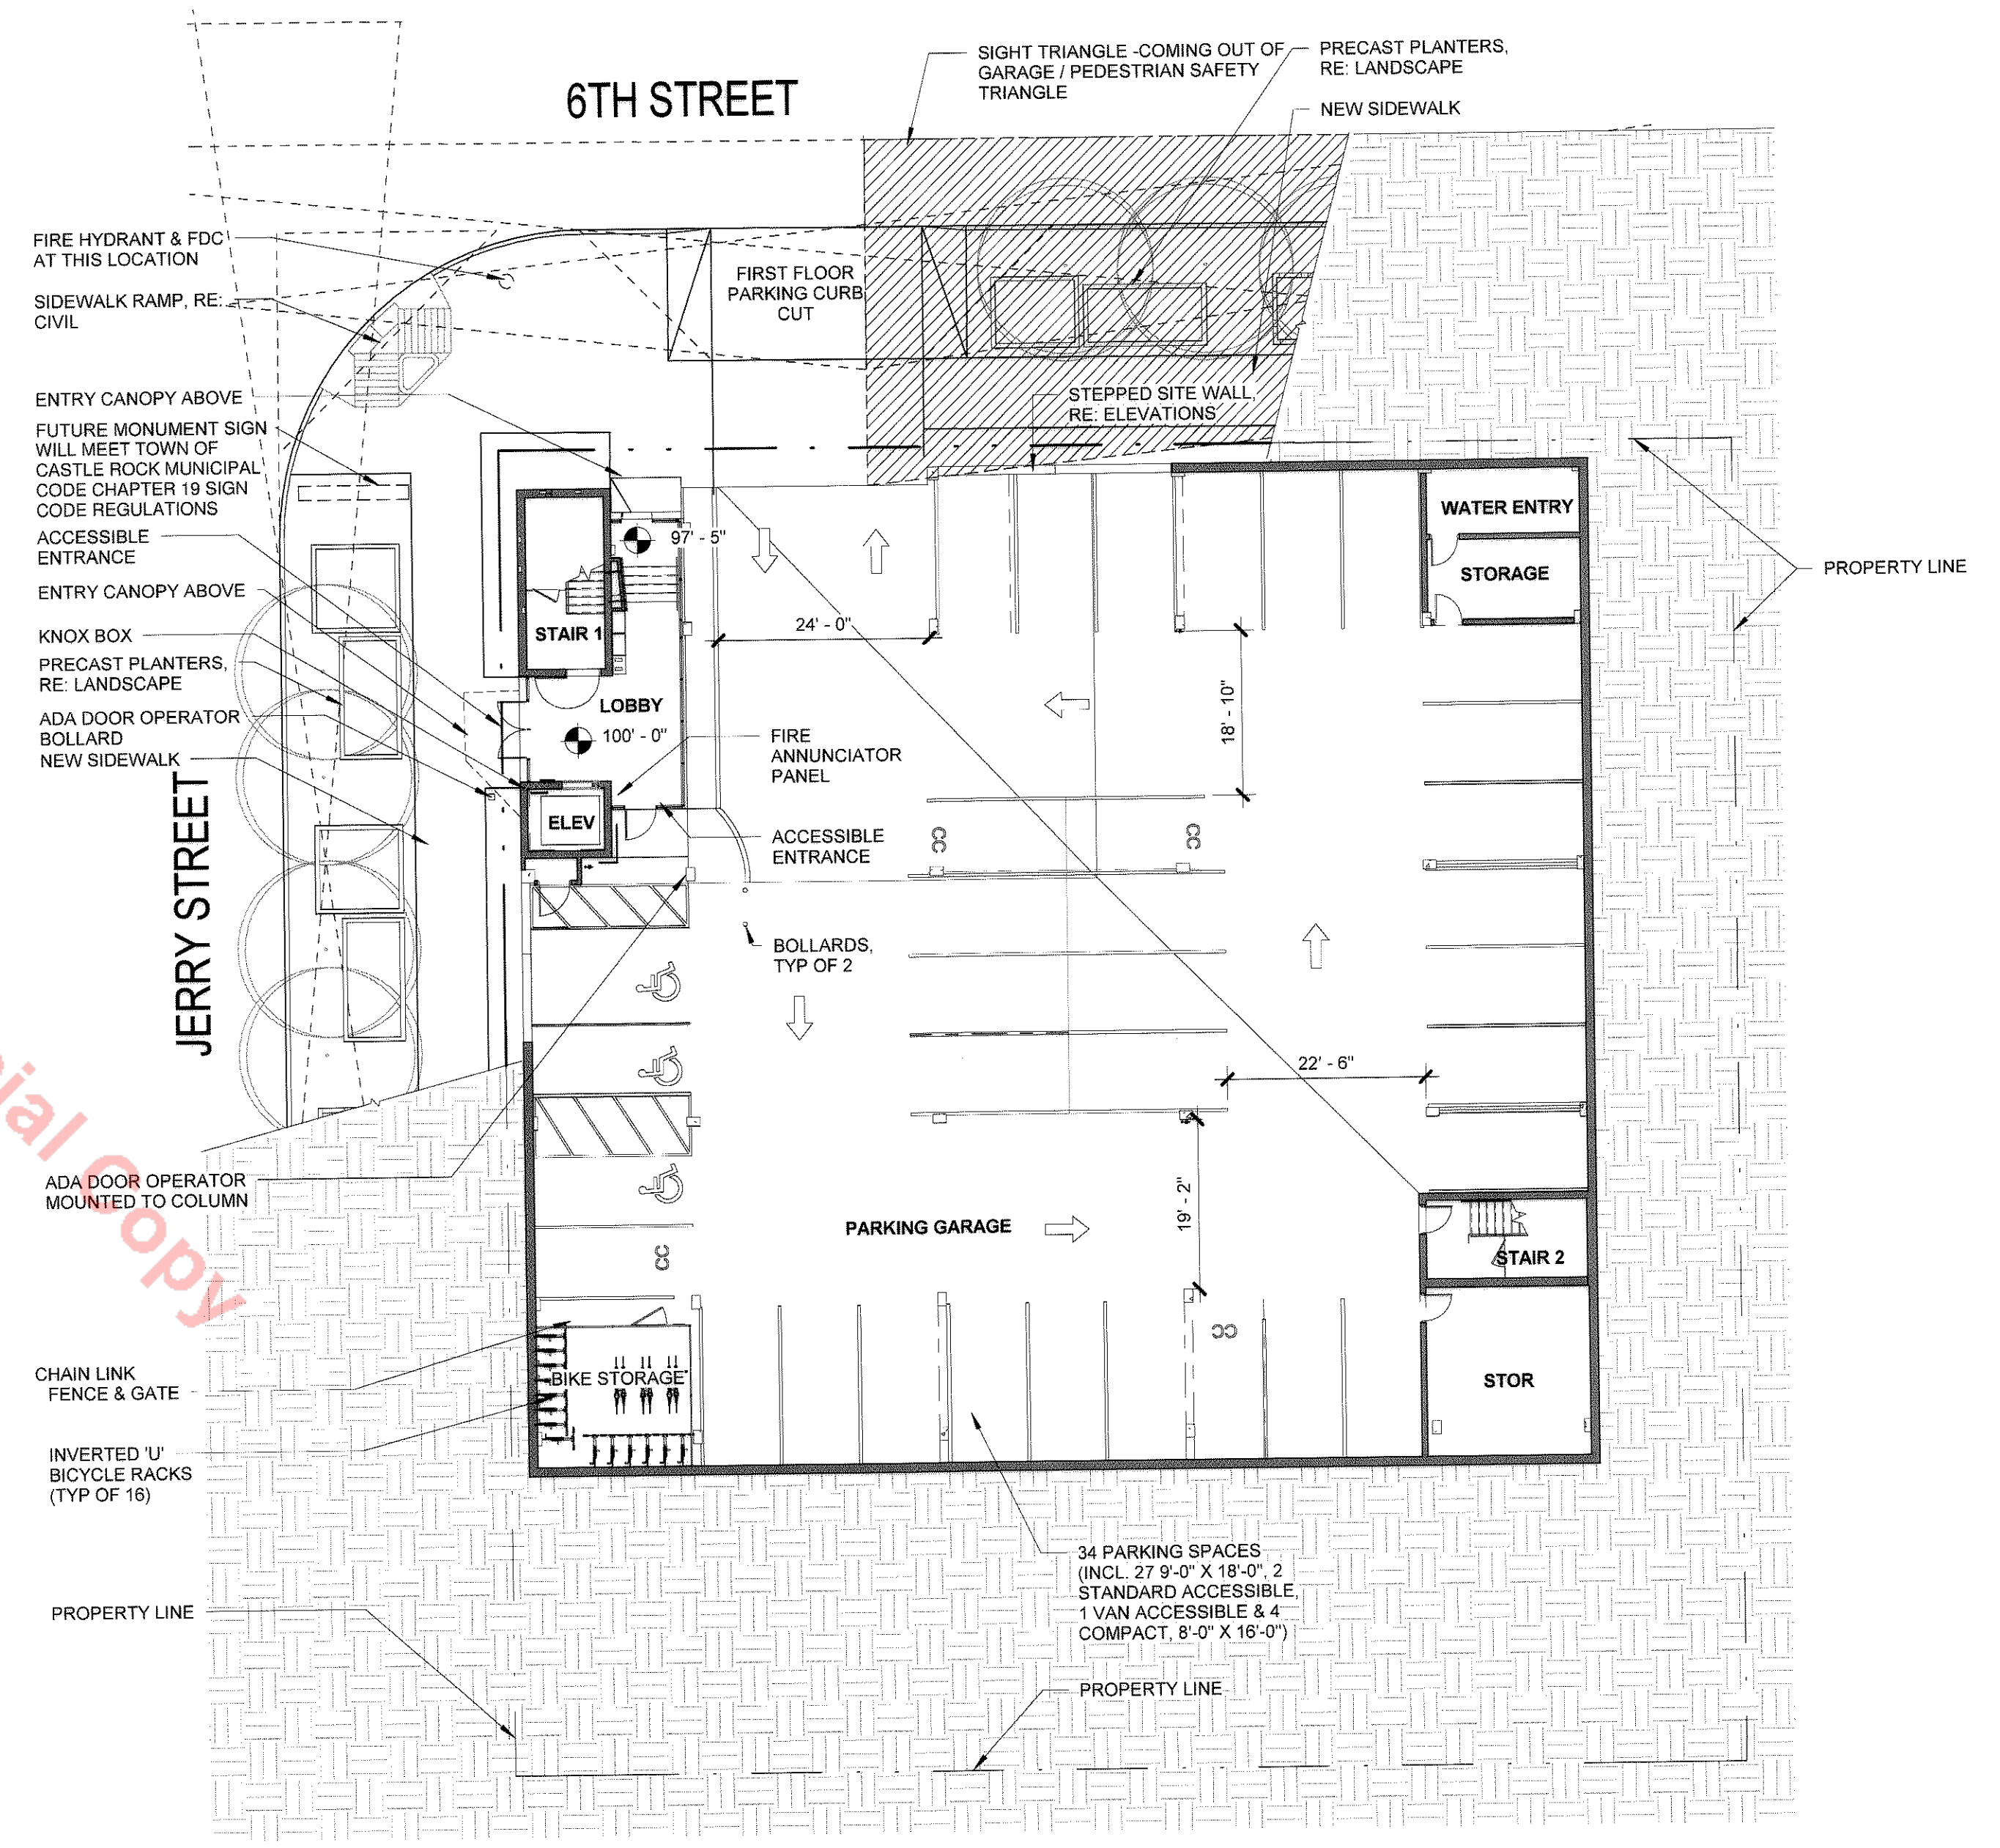 6TH STREET
SIGHT TRIANGLE -COMING OUT OF
GARAGE / PEDESTRIAN SAFETY
TRIANGLE
PRECAST PLANTERS,
RE: LANDSCAPE
NEW SIDEWALK
FIRE HYDRANT & FDC
AT THIS LOCATION
SIDEWALK RAMP, RE:
CIVIL
FIRST FLOOR
PARKING CURB
CUT
ENTRY CANOPY ABOVE
FUTURE MONUMENT SIGN
WILL MEET TOWN OF
CASTLE ROCK MUNICIPAL
CODE CHAPTER 19 SIGN
CODE REGULATIONS
ACCESSIBLE
ENTRANCE
ENTRY CANOPY ABOVE
KNOX BOX
PRECAST PLANTERS,
RE: LANDSCAPE
ADA DOOR OPERATOR
BOLLARD
NEW SIDEWALK
JERRY STREET
STEPPED SITE WALL,
RE: ELEVATIONS
WATER ENTRY
STORAGE
PROPERTY LINE
97' - 5"
STAIR 1
24' - 0"
18' - 10"
LOBBY
100' - 0"
FIRE
ANNUNCIATOR
PANEL
ELEV
ACCESSIBLE
ENTRANCE
CC
CC
BOLLARDS,
TYP OF 2
22' - 6"
ADA DOOR OPERATOR
MOUNTED TO COLUMN
19' - 2"
PARKING GARAGE
STAIR 2
CC
CC
CHAIN LINK
FENCE & GATE
BIKE STORAGE
STOR
INVERTED 'U'
BICYCLE RACKS
(TYP OF 16)
34 PARKING SPACES
(INCL. 27 9'-0" X 18'-0", 2
STANDARD ACCESSIBLE,
1 VAN ACCESSIBLE & 4
COMPACT, 8'-0" X 16'-0")
PROPERTY LINE
PROPERTY LINE
cial Copy